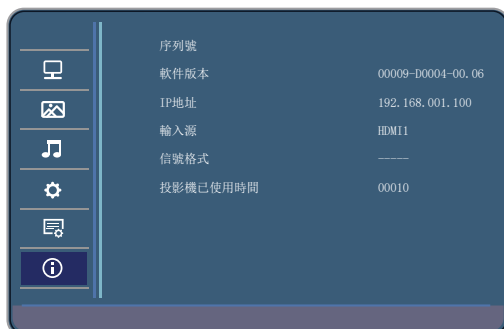 序列號
軟件版本 00009-D0004-00.06
IP地址 192.168.001.100
輸入源 HDMI1
信號格式 -----
投影機已使用時間 00010